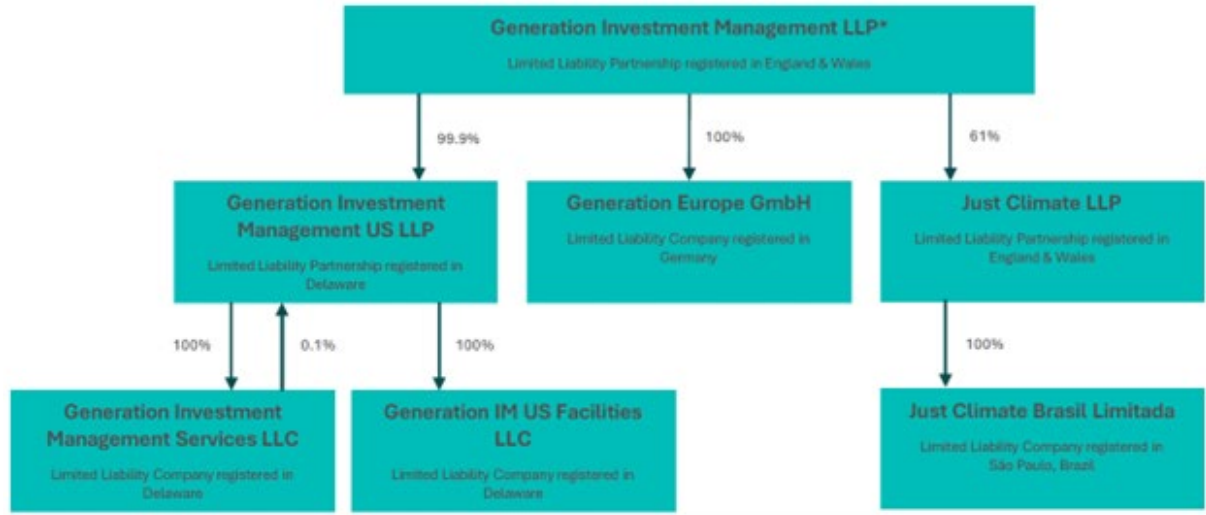 Generation Investment Management LLP*
Limited Liability Partnership registered in England & Wales
99.9%
100%
61%
Generation Investment
Management US LLP
Limited Liability Partnership registered in
Delaware
Generation Europe GmbH
Limited Liability Company registered in
Germany
Just Climate LLP
Limited Liability Partnership registered in
England & Wales
100%
0.1%
100%
100%
Generation Investment
Management Services LLC
Limited Liability Company registered in
Delaware
Generation IM US Facilities
LLC
Limited Liability Company registered in
Delaware
Just Climate Brasil Limitada
Limited Liability Company registered in
São Paulo, Brazil